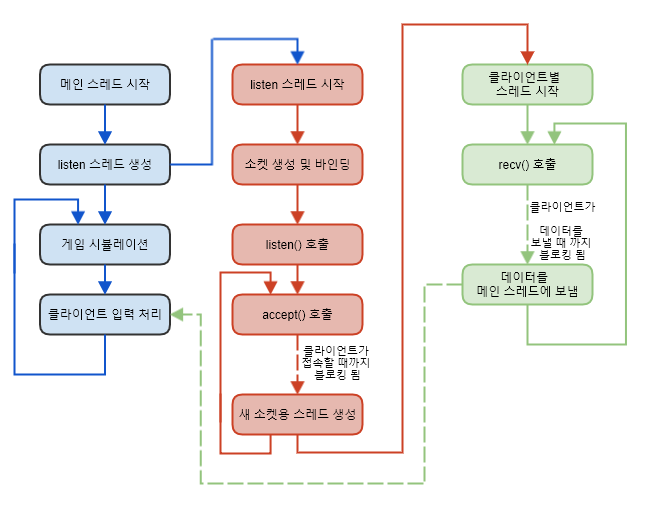 메인 스레드 시작
listen 스레드 생성
게임 시뷸레이션
클라이언트 입력 처리
listen 스레드 시작
소켓 생성 및 바인딩
listen() 호출
accept() 호출
클라이언트가
접속할 때까지
블로킹 됨
새 소켓용 스레드 생성
클라이언트별
스레드 시작
recv() 호출
클라이언트가
데이터를
보낼 때 까지
블로킹 됨
데이터를
메인 스레드에 보냄